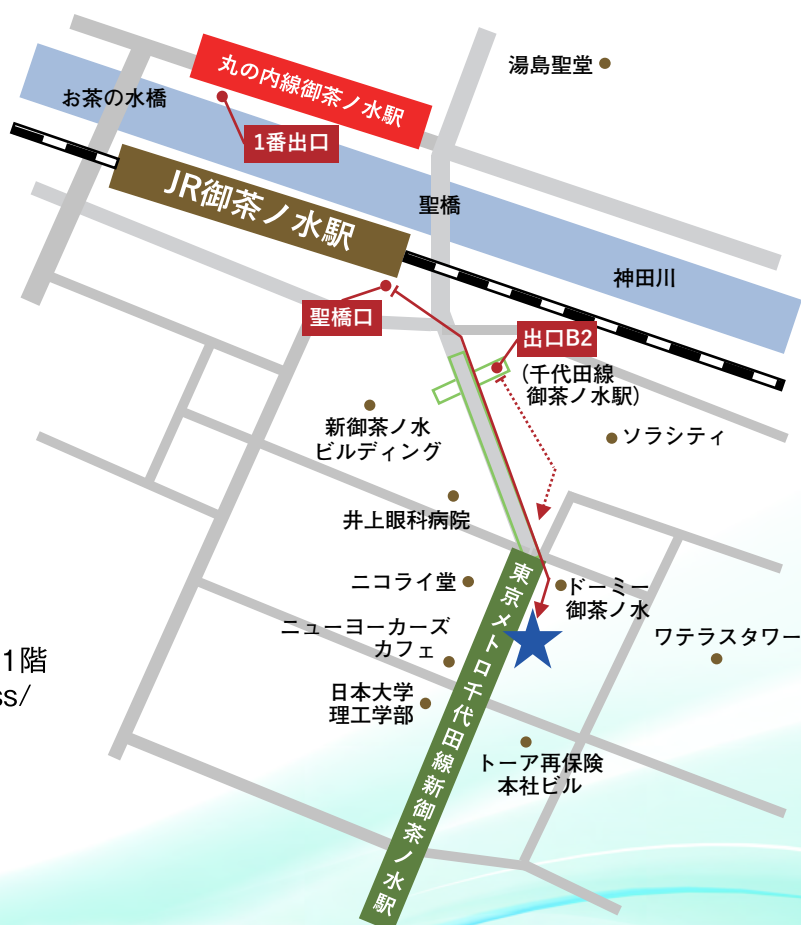 湯島聖堂
丸の内線御茶ノ水駅
お茶の水橋
1番出口
JR御茶ノ水駅
聖橋
神田川
聖橋口
出口B2
(千代田線
御茶ノ水駅)
新御茶ノ水
ビルディング
ソラシティ
井上眼科病院
ニコライ堂
ドーミー
御茶ノ水
東京メトロ千代田線新御茶ノ水駅
ニューヨーカーズ
カフェ
ワテラスタワー
1階
ss/
日本大学
理工学部
トーア再保険
本社ビル